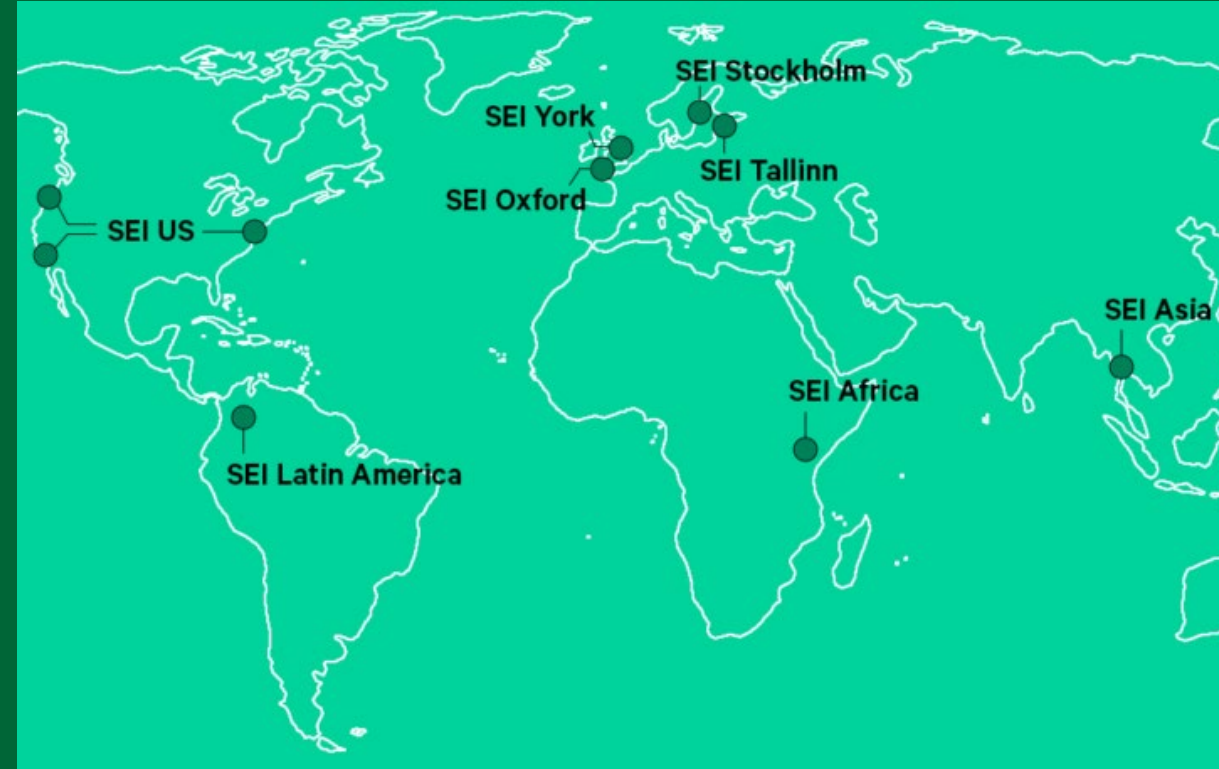 SEI Stockholm
SEI York
SEI Tallinn
SEI Oxford
SEI US
SEI Asia
SEI Africa
SEI Latin America